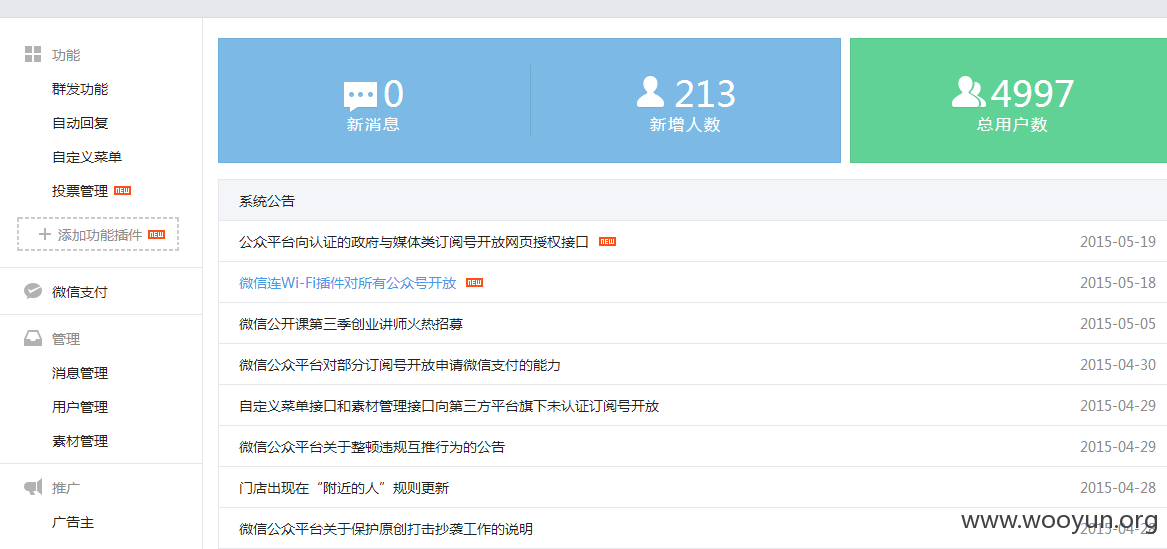 功能
群发功能
自动回复
自定义菜单
投票管理 NEW
添加功能插件 NEW
微信支付
管理
消息管理
用户管理
素材管理
推广
广告主
0
新消息
213
新增人数
4997
总用户数
系统公告
公众平台向认证的政府与媒体类订阅号开放网页授权接口 NEW 2015-05-19
微信连Wi-Fi插件对所有公众号开放 NEW 2015-05-18
微信公开课第三季创业讲师火热招募 2015-05-05
微信公众平台对部分订阅号开放申请微信支付的能力 2015-04-30
自定义菜单接口和素材管理接口向第三方平台旗下未认证订阅号开放 2015-04-29
微信公众平台关于整顿违规互推行为的公告 2015-04-29
门店出现在“附近的人”规则更新 2015-04-28
微信公众平台关于保护原创打击抄袭工作的说明 2015-04-28
www.wooyun.org